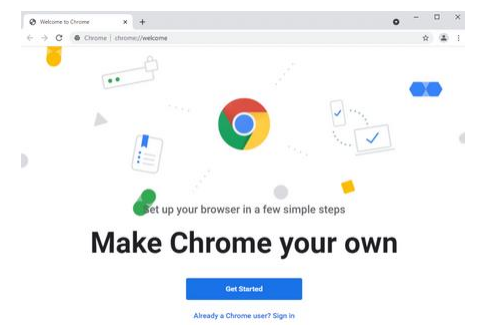 Welcome to Chrome
Chrome | chrome://welcome
Set up your browser in a few simple steps
Make Chrome your own
Get Started
Already a Chrome user? Sign in